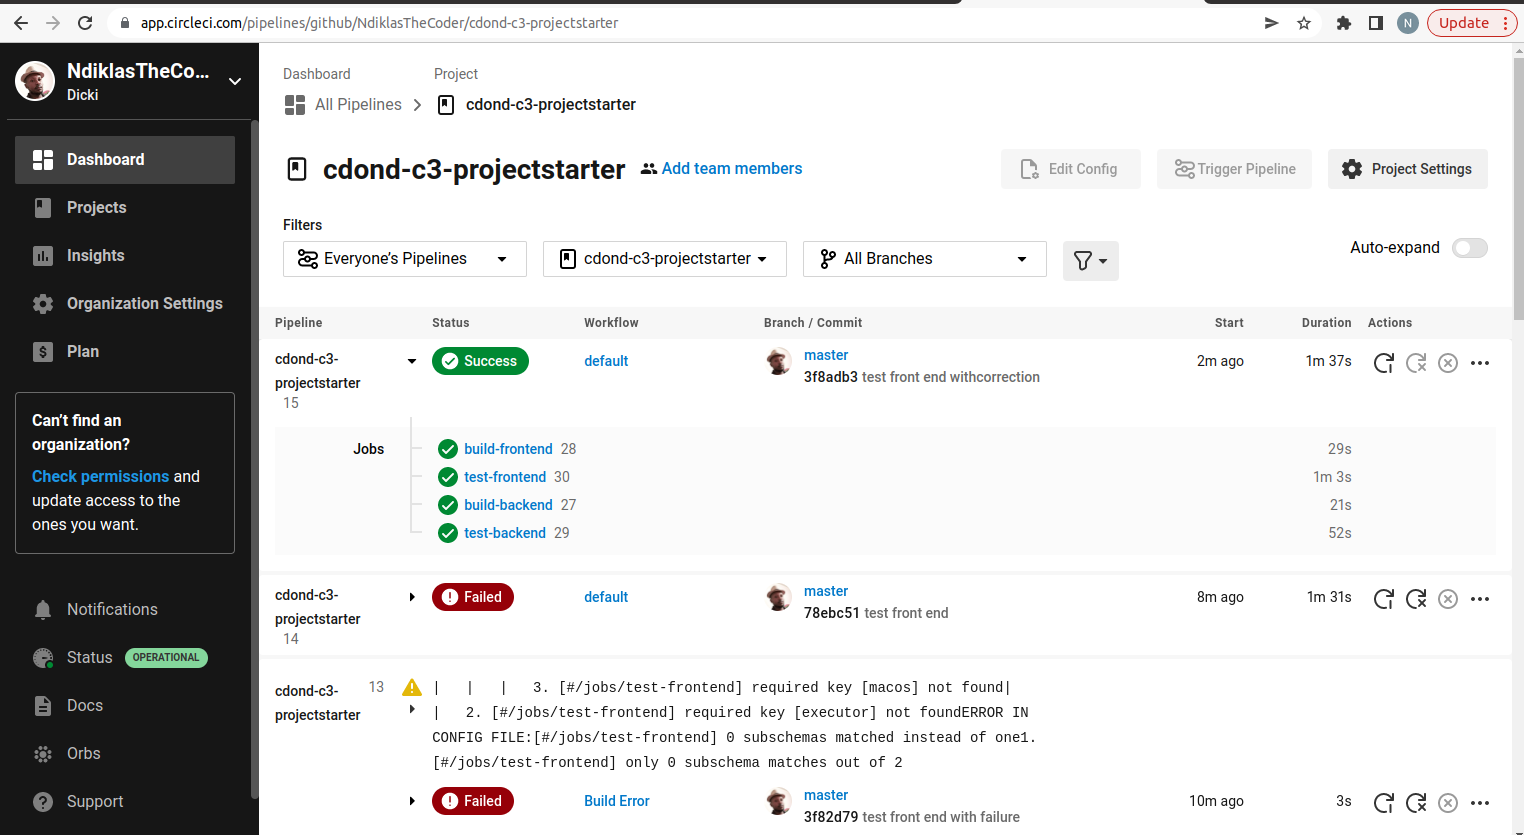 app.circleci.com/pipelines/github/NdiklasTheCoder/cdond-c3-projectstarter
N
Update
NdiklasTheCo...
Dicki
Dashboard
Projects
Insights
Organization Settings
Plan
Can't find an
organization?
Check permissions and
update access to the
ones you want.
Notifications
Status OPERATIONAL
Docs
Orbs
Support
Dashboard Project
All Pipelines cdond-c3-projectstarter
cdond-c3-projectstarter Add team members Edit Config Trigger Pipeline Project Settings
Filters
Everyone's Pipelines cdond-c3-projectstarter All Branches Auto-expand
Pipeline Status Workflow Branch / Commit Start Duration Actions
cdond-c3-
projectstarter
15
Success default master 2m ago 1m 37s
3f8adb3 test front end withcorrection
Jobs build-frontend 28 29s
test-frontend 30 1m 3s
build-backend 27 21s
test-backend 29 52s
cdond-c3-
projectstarter
14
Failed default master 8m ago 1m 31s
78ebc51 test front end
cdond-c3-
projectstarter
13
| | | 3. [#/jobs/test-frontend] required key [macos] not found|
| 2. [#/jobs/test-frontend] required key [executor] not foundERROR IN
CONFIG FILE:[#/jobs/test-frontend] 0 subschemas matched instead of one1.
[#/jobs/test-frontend] only 0 subschema matches out of 2
Failed Build Error master 10m ago 3s
3f82d79 test front end with failure